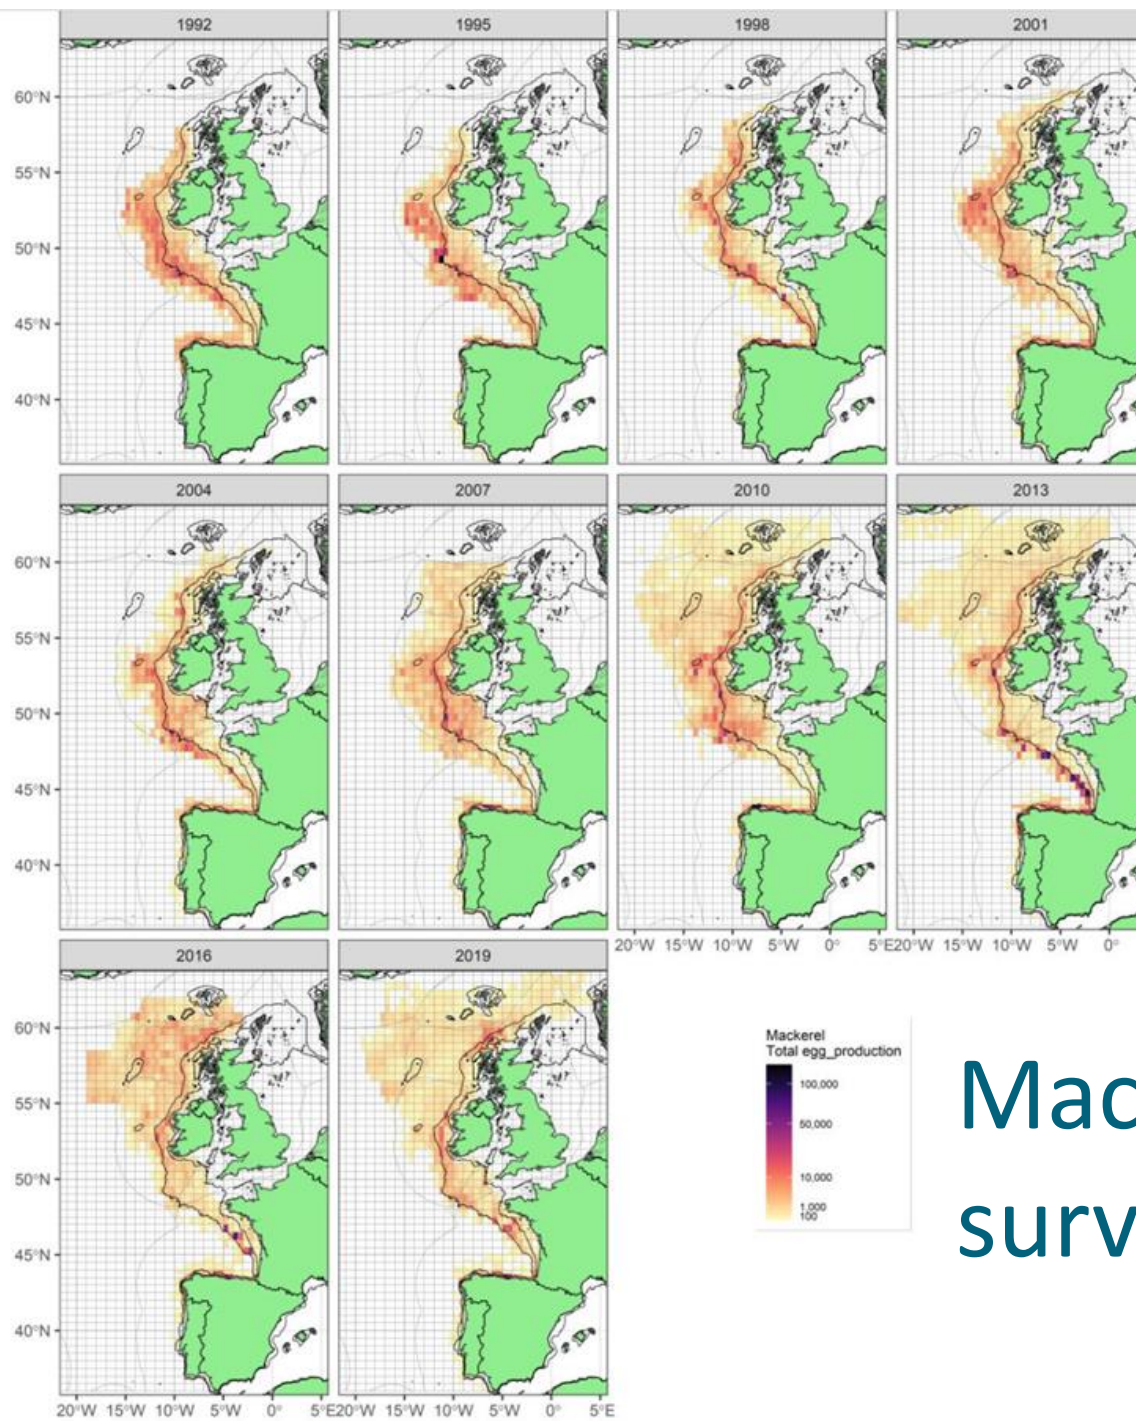 1992 1995 1998 2001
60°N
55°N
50°N
45°N
40°N
2004 2007 2010 2013
60°N
55°N
50°N
45°N
40°N
20°W 15°W 10°W 5°W 0° 5°E 20°W 15°W 10°W 5°W 0°
2016 2019
60°N
55°N
50°N
45°N
40°N
20°W 15°W 10°W 5°W 0° 5°E 20°W 15°W 10°W 5°W 0° 5°E
Mackerel
Total egg_production
100,000
50,000
10,000
1,000
100
Mac
surv